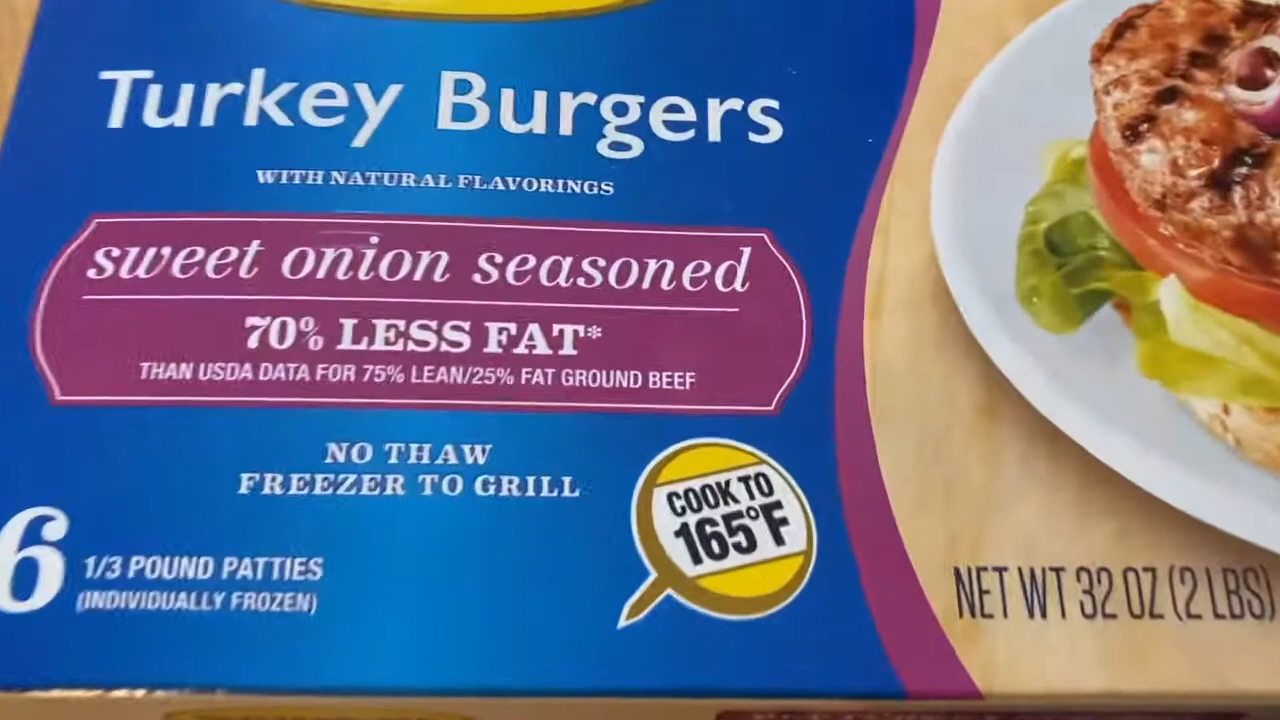 Turkey Burgers
WITH NATURAL FLAVORINGS
sweet onion seasoned
70% LESS FAT*
THAN USDA DATA FOR 75% LEAN/25% FAT GROUND BEEF
NO THAW
FREEZER TO GRILL
COOK TO
165°F
6 1/3 POUND PATTIES
(INDIVIDUALLY FROZEN)
NET WT 32 OZ (2 LBS)